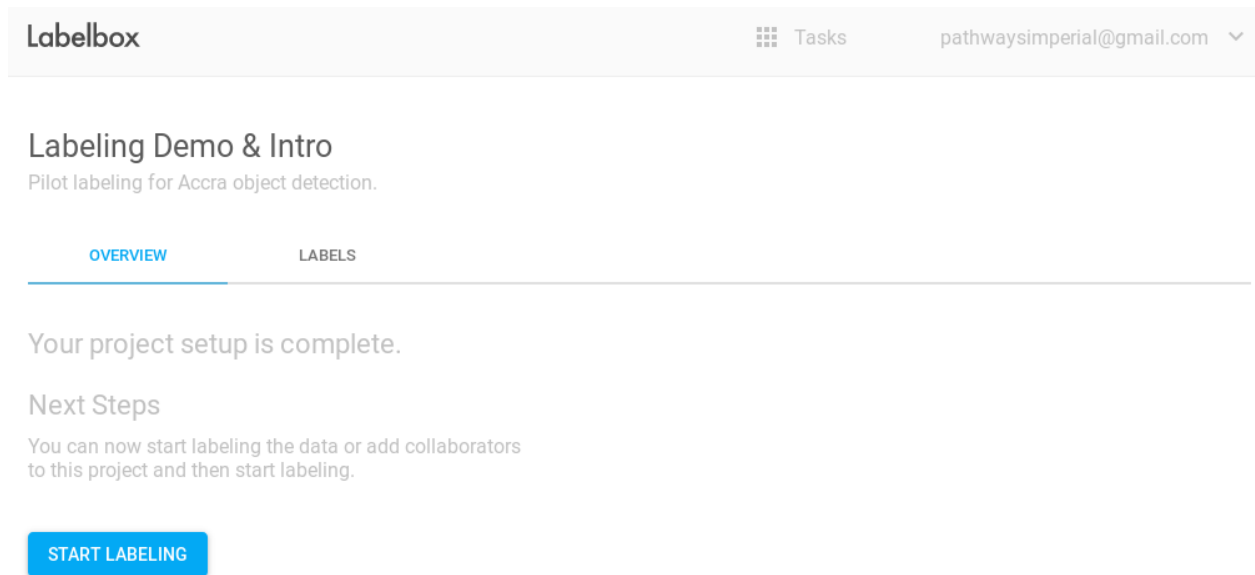 Labelbox
Tasks
pathwaysimperial@gmail.com
Labeling Demo & Intro
Pilot labeling for Accra object detection.
OVERVIEW
LABELS
Your project setup is complete.
Next Steps
You can now start labeling the data or add collaborators
to this project and then start labeling.
START LABELING